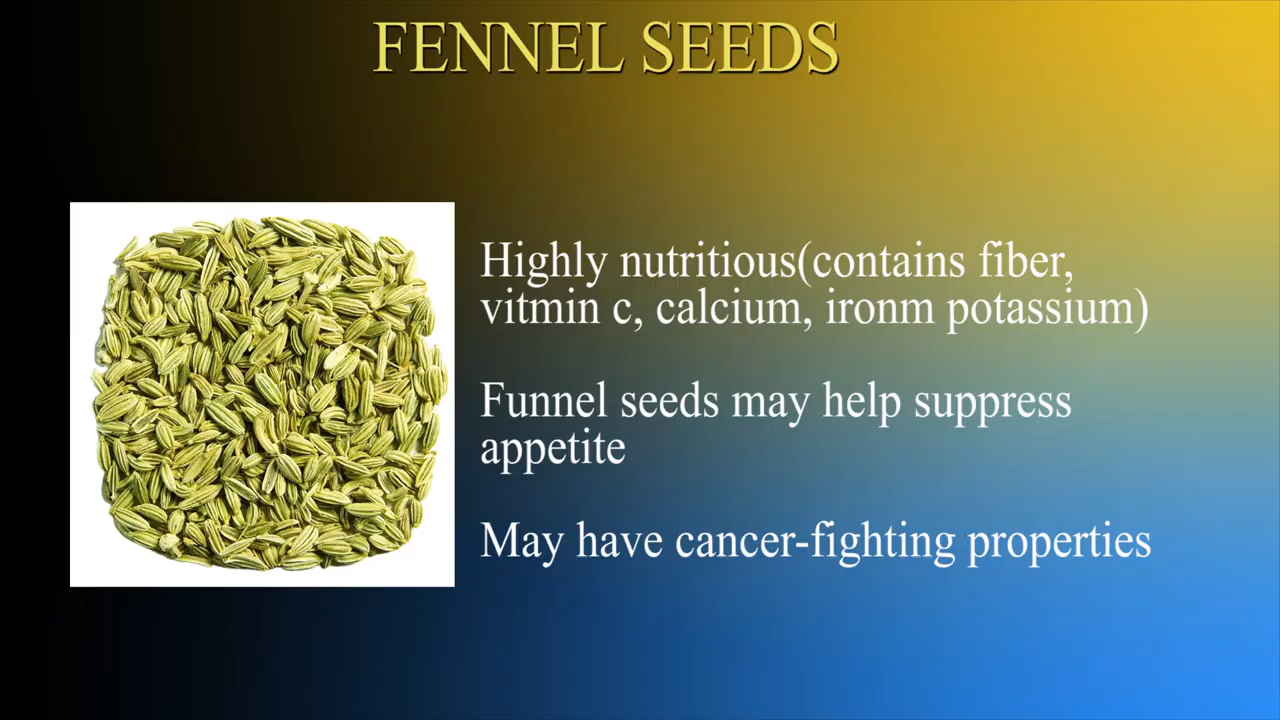 FENNEL SEEDS
Highly nutritious(contains fiber,
vitmin c, calcium, ironm potassium)
Funnel seeds may help suppress
appetite
May have cancer-fighting properties